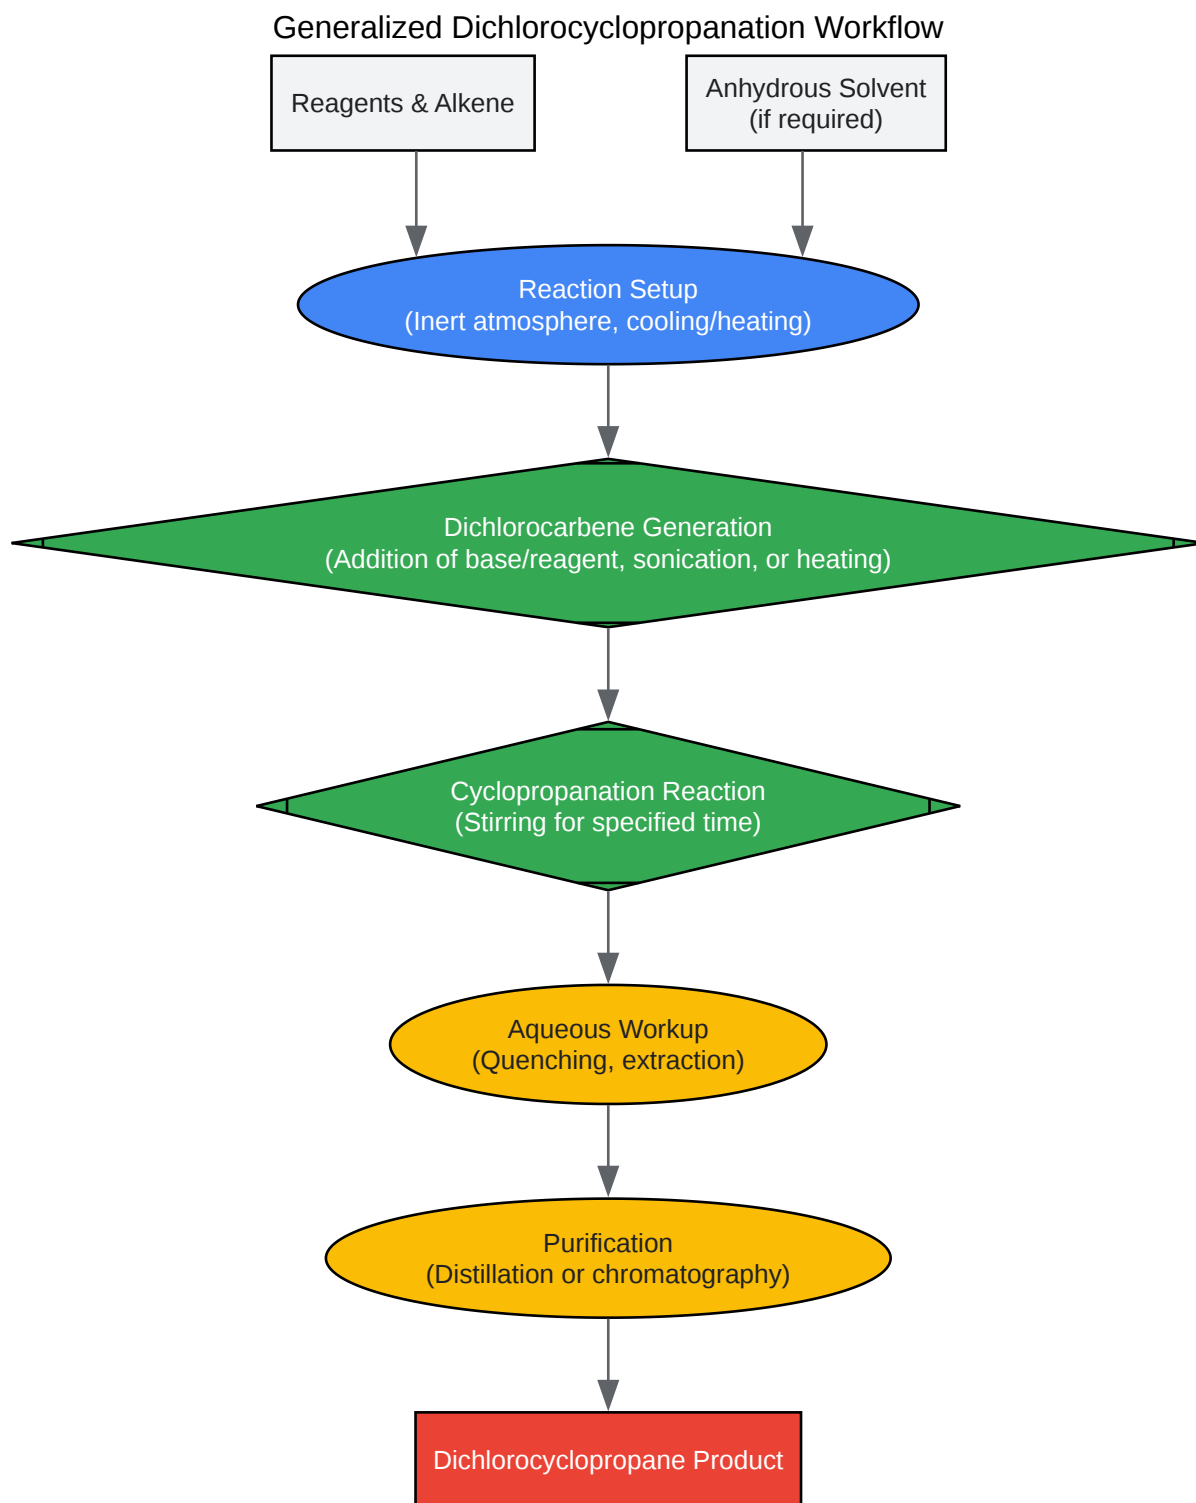 Generalized Dichlorocyclopropanation Workflow
Reagents & Alkene
Anhydrous Solvent
(if required)
Reaction Setup
(Inert atmosphere, cooling/heating)
Dichlorocarbene Generation
(Addition of base/reagent, sonication, or heating)
Cyclopropanation Reaction
(Stirring for specified time)
Aqueous Workup
(Quenching, extraction)
Purification
(Distillation or chromatography)
Dichlorocyclopropane Product